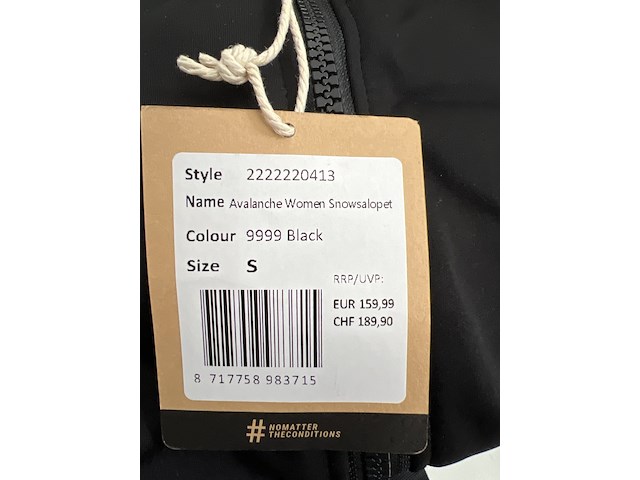 Style 2222220413
Name Avalanche Women Snowsalopet
Colour 9999 Black
Size S
RRP/UVP:
EUR 159,99
CHF 189,90
8 717758 983715
# NOMATTER
THECONDITIONS